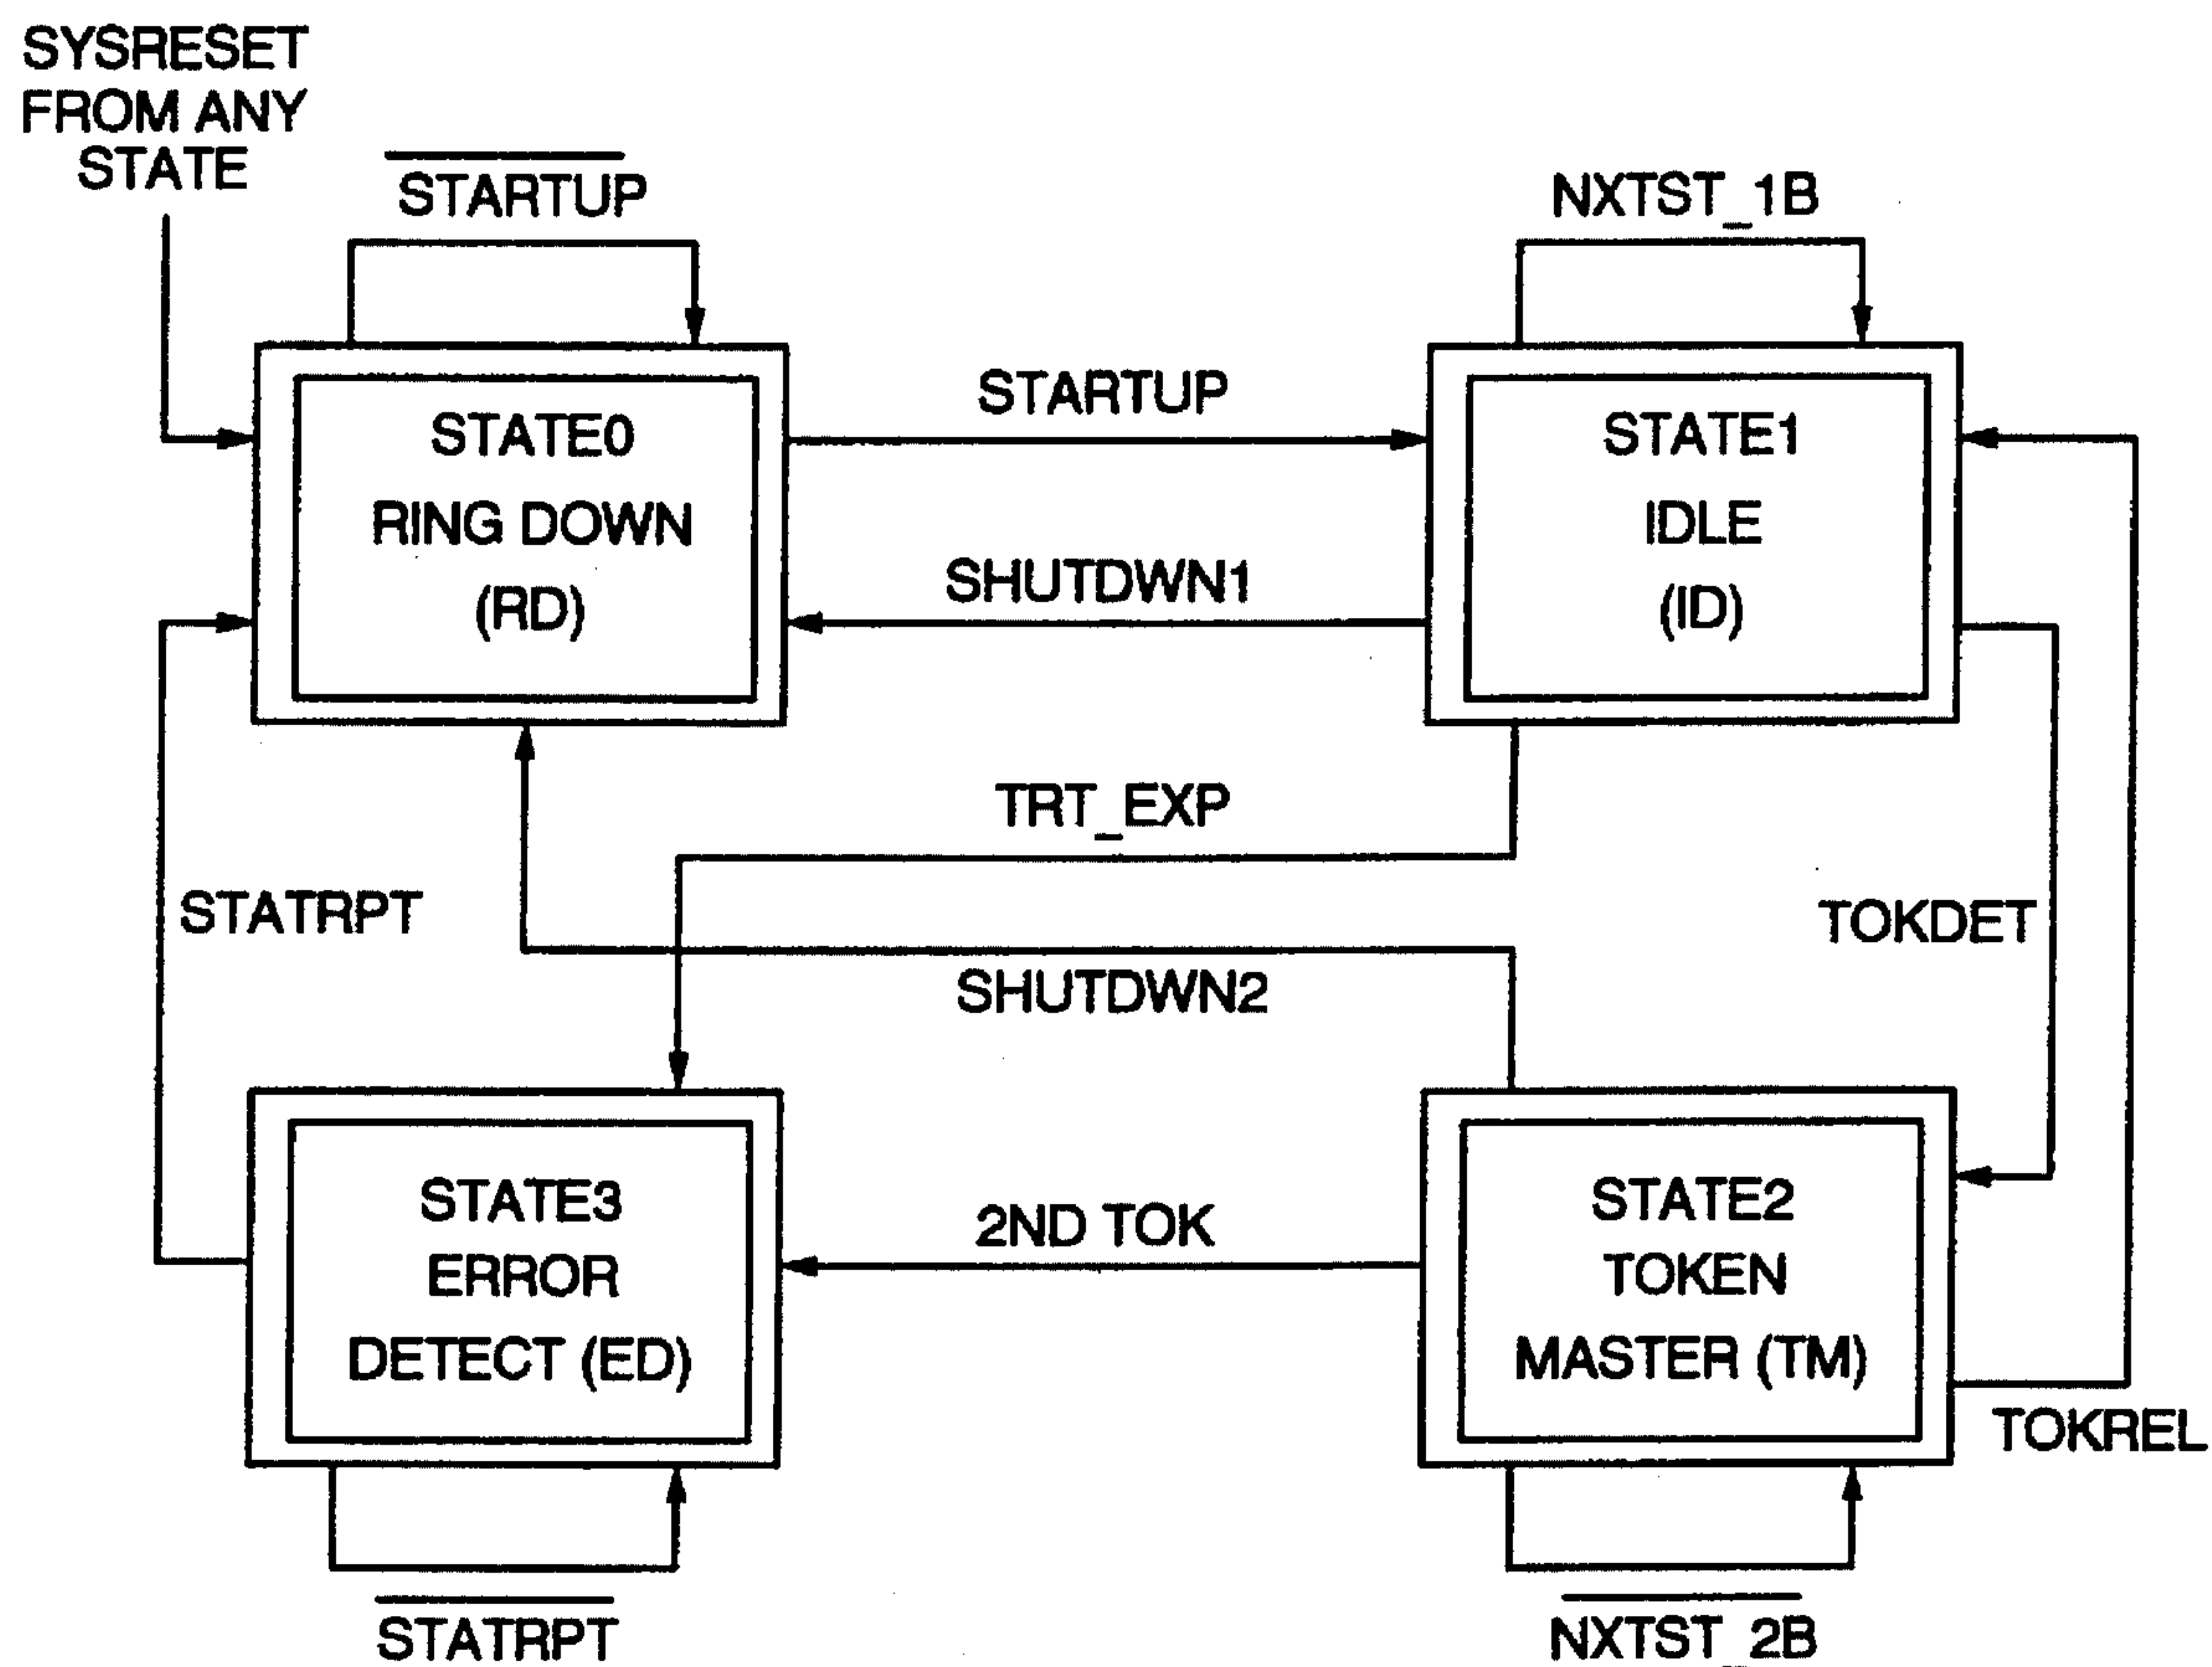 SYSRESET
FROM ANY
STATE
STARTUP
NXTST_1B
STATE0
RING DOWN
(RD)
STARTUP
SHUTDWN1
STATE1
IDLE
(ID)
TRT_EXP
STATRPT
SHUTDWN2
TOKDET
STATE3
ERROR
DETECT (ED)
2ND TOK
STATE2
TOKEN
MASTER (TM)
TOKREL
STATRPT
NXTST_2B